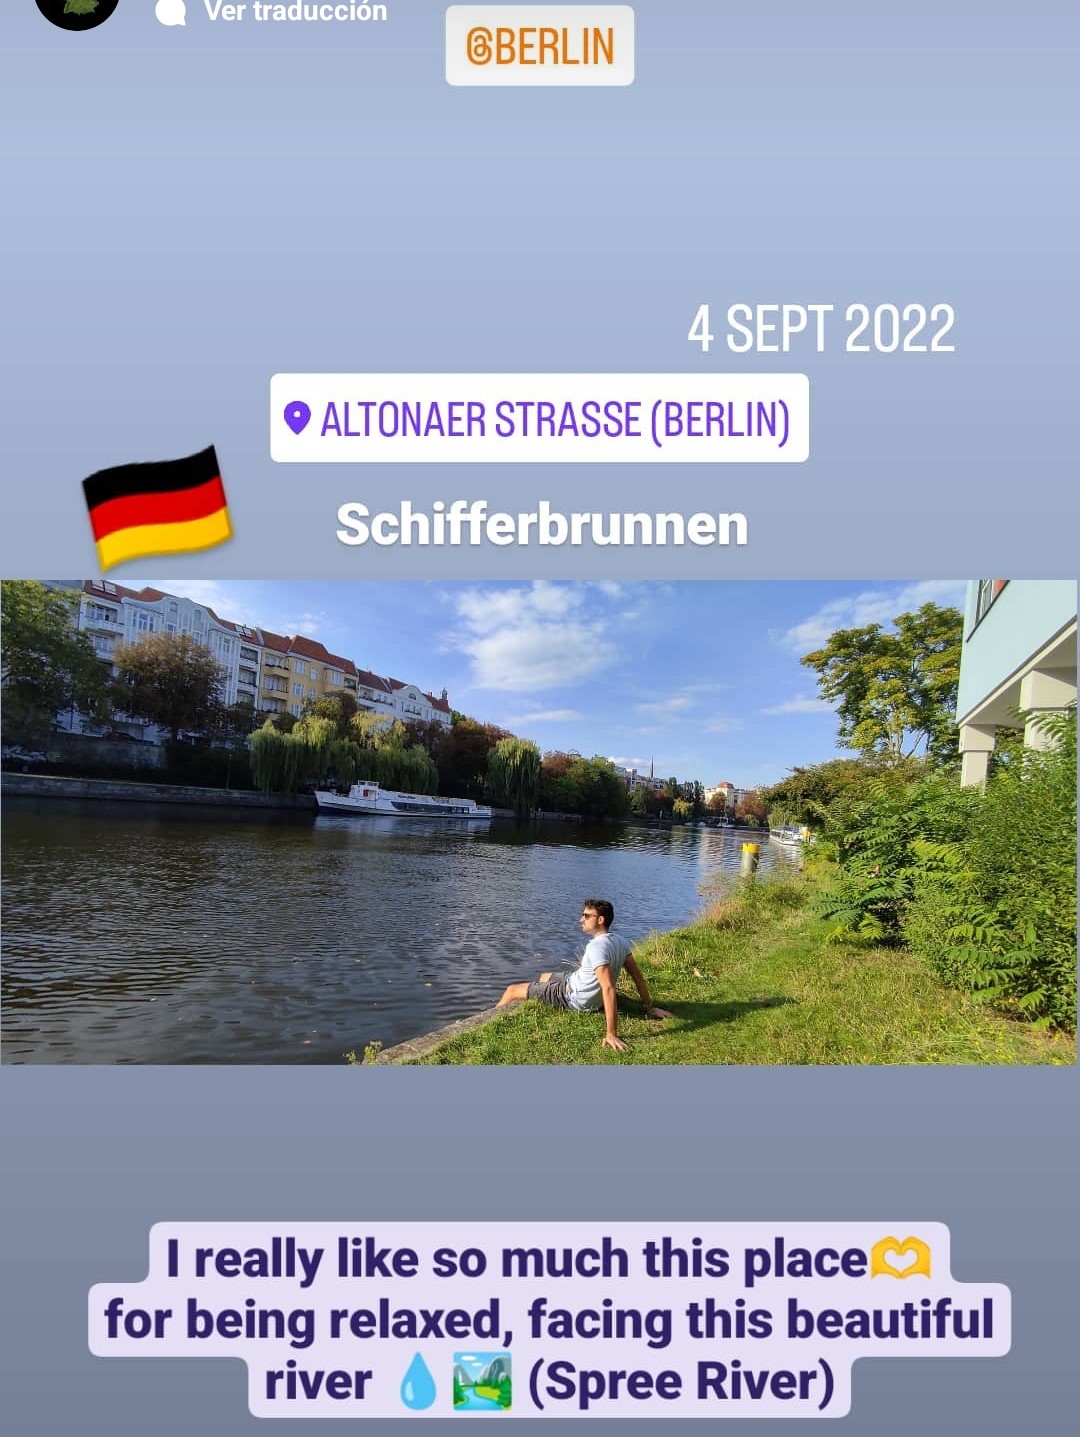 Ver traducción
@BERLIN
4 SEPT 2022
ALTONAER STRASSE (BERLIN)
Schifferbrunnen
I really like so much this place🫶
for being relaxed, facing this beautiful
river 💧🏞️ (Spree River)